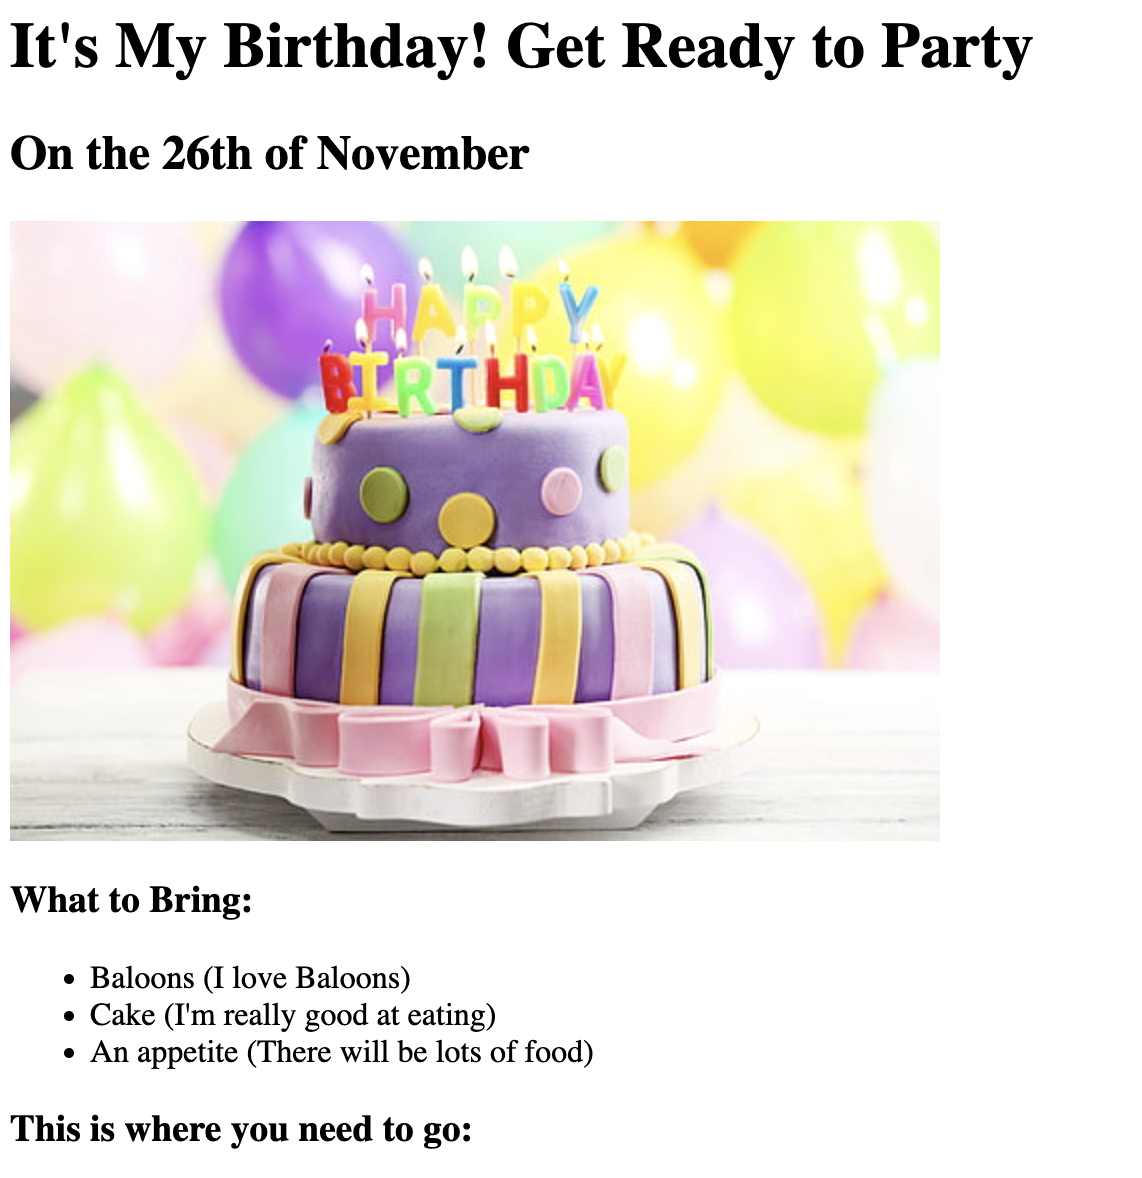 It's My Birthday! Get Ready to Party
On the 26th of November
HAPPY
BIRTHDAY
What to Bring:
Baloons (I love Baloons)
Cake (I'm really good at eating)
An appetite (There will be lots of food)
This is where you need to go: